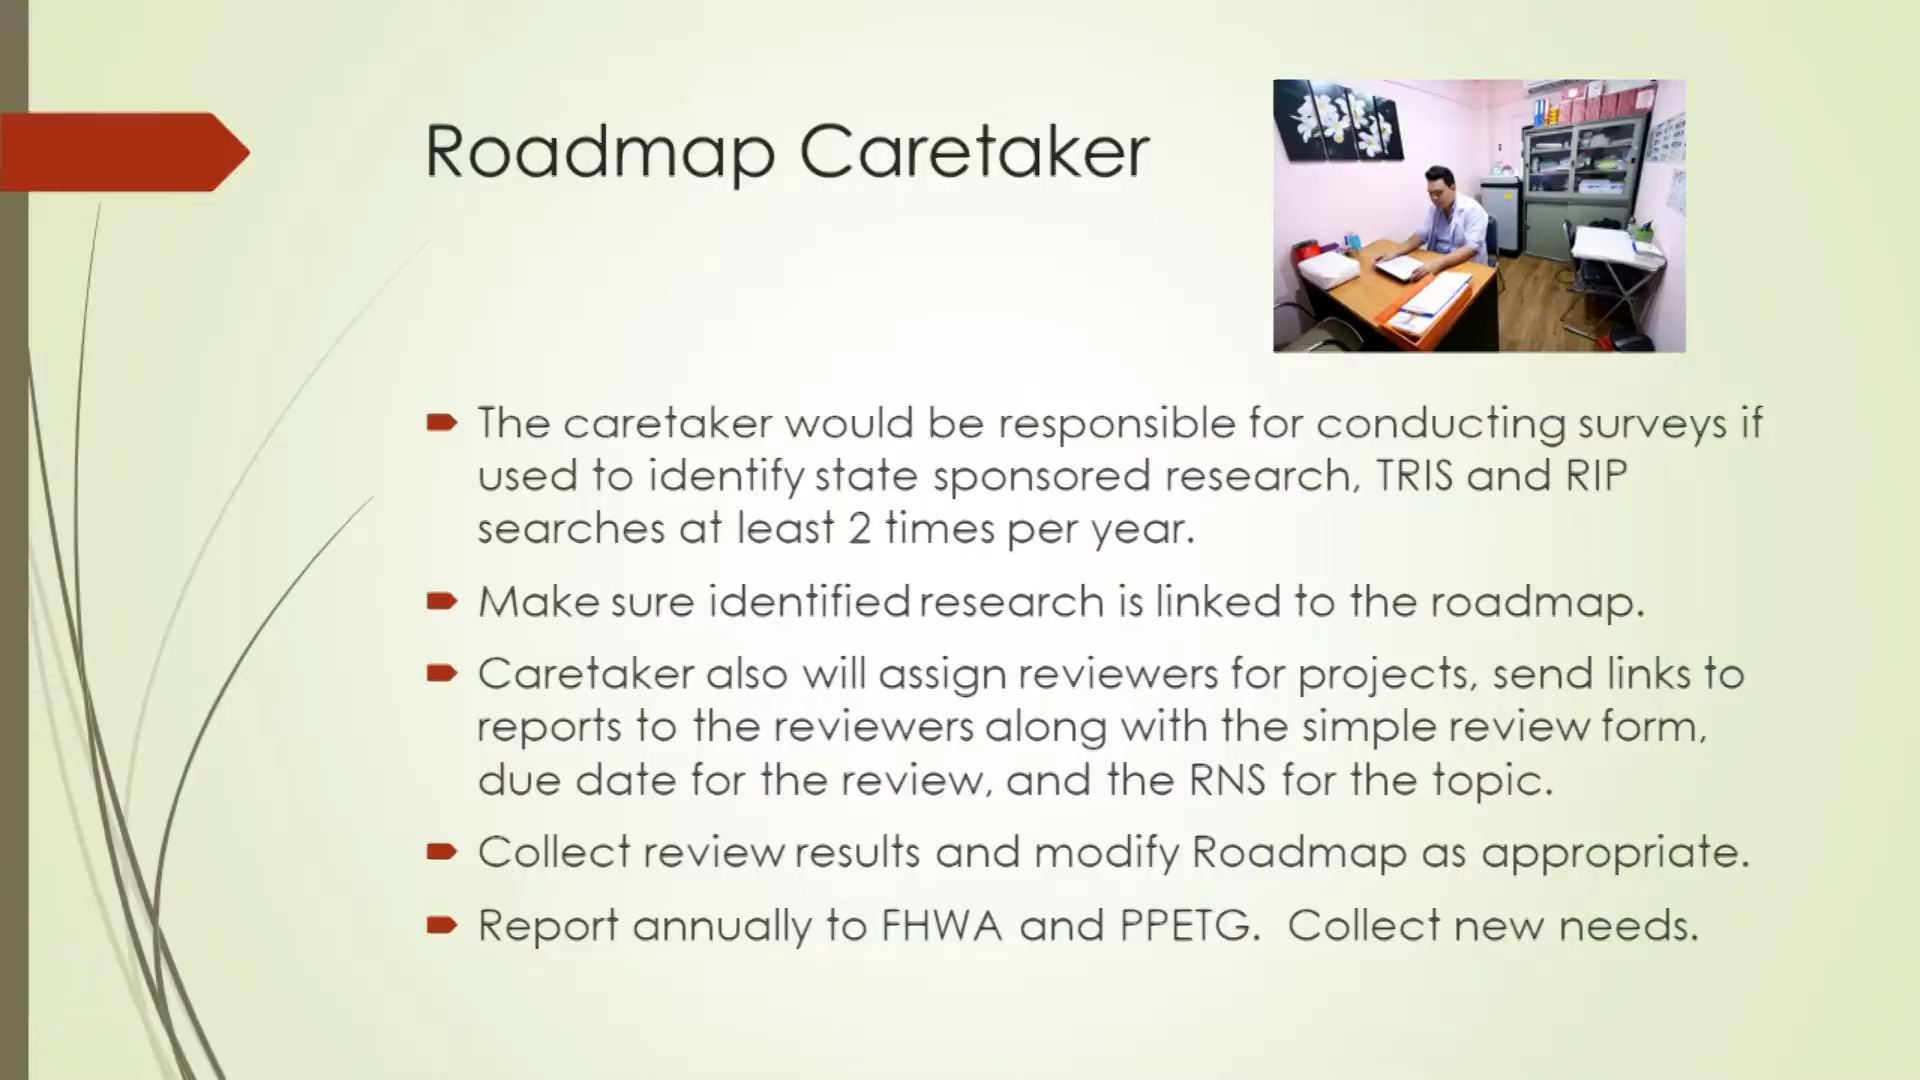 Roadmap Caretaker
The caretaker would be responsible for conducting surveys if
used to identify state sponsored research, TRIS and RIP
searches at least 2 times per year.
Make sure identified research is linked to the roadmap.
Caretaker also will assign reviewers for projects, send links to
reports to the reviewers along with the simple review form,
due date for the review, and the RNS for the topic.
Collect review results and modify Roadmap as appropriate.
Report annually to FHWA and PPETG.  Collect new needs.